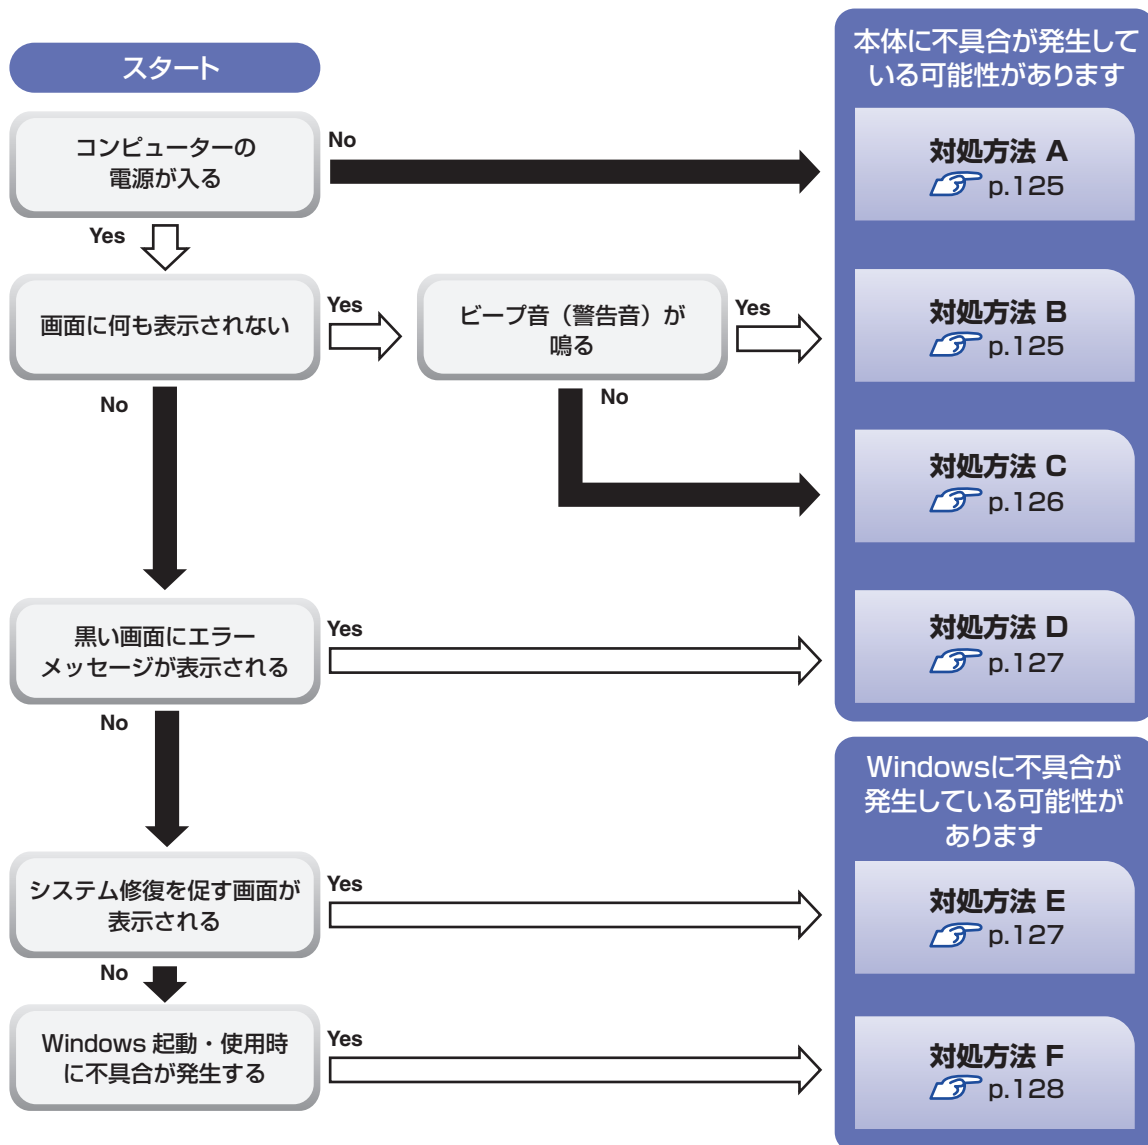 スタート
コンピューターの
電源が入る
No
Yes
画面に何も表示されない
Yes
ビープ音（警告音）が
鳴る
Yes
No
No
黒い画面にエラー
メッセージが表示される
Yes
No
システム修復を促す画面が
表示される
Yes
No
Windows 起動・使用時
に不具合が発生する
Yes
本体に不具合が発生して
いる可能性があります
対処方法 A
p.125
対処方法 B
p.125
対処方法 C
p.126
対処方法 D
p.127
Windowsに不具合が
発生している可能性が
あります
対処方法 E
p.127
対処方法 F
p.128